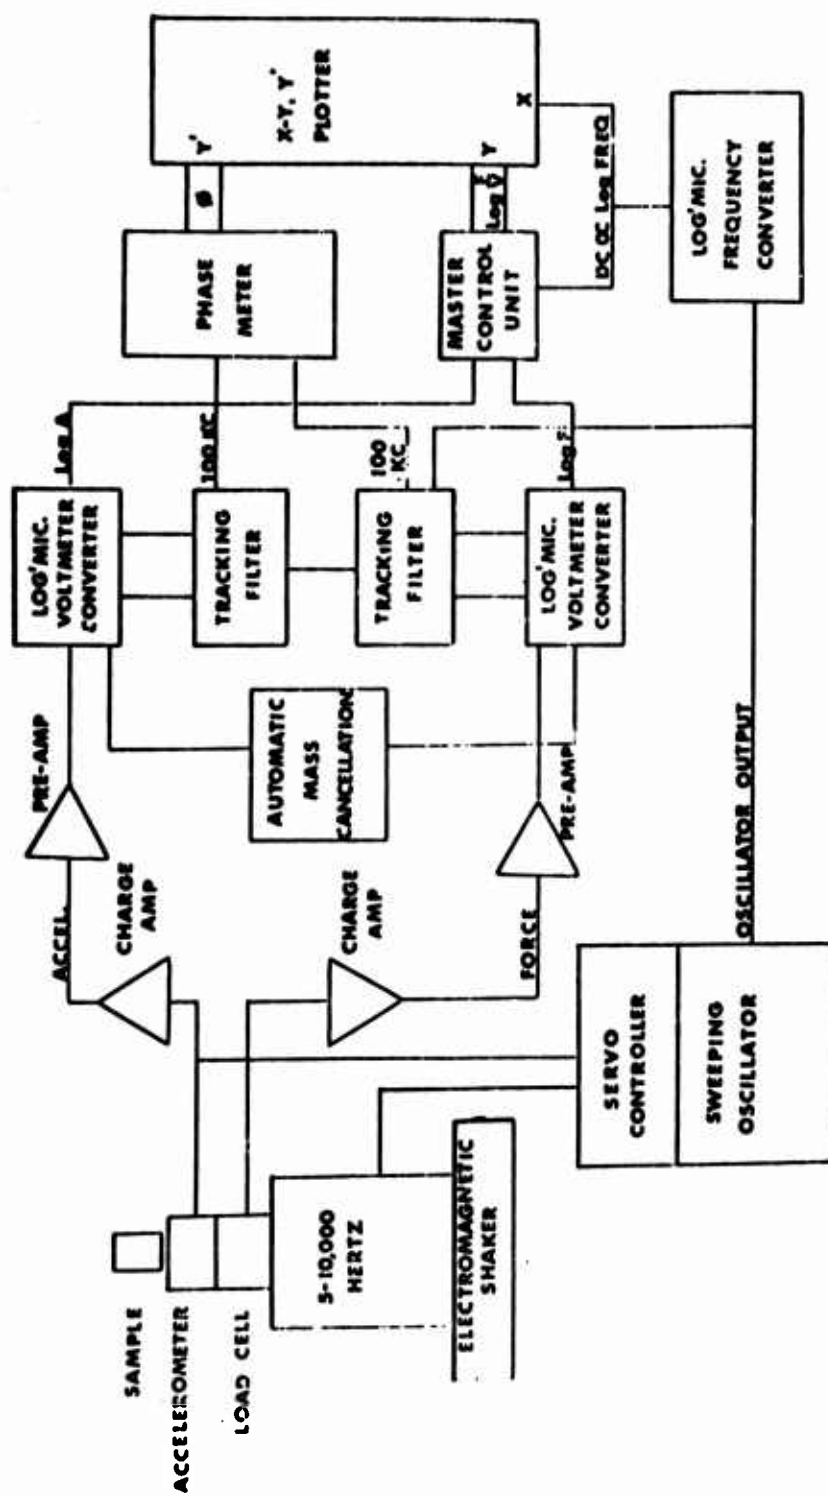 SAMPLE
ACCELEROMETER
LOAD CELL
5-10,000
HERTZ
ELECTROMAGNETIC
SHAKER
SERVO
CONTROLLER
SWEEPING
OSCILLATOR
OSCILLATOR OUTPUT
CHARGE
AMP
ACCEL.
PRE-AMP
CHARGE
AMP
FORCE
PRE-AMP
AUTOMATIC
MASS
CANCELLATION
LOG'MIC.
VOLTMETER
CONVERTER
TRACKING
FILTER
TRACKING
FILTER
LOG'MIC.
VOLTMETER
CONVERTER
Log A
100 KC
100
KC
Log
PHASE
METER
MASTER
CONTROL
UNIT
DC ∝ Log FREQ
LOG'MIC.
FREQUENCY
CONVERTER
Ø
Log F/V
Y'
Y
X
X-Y, Y'
PLOTTER